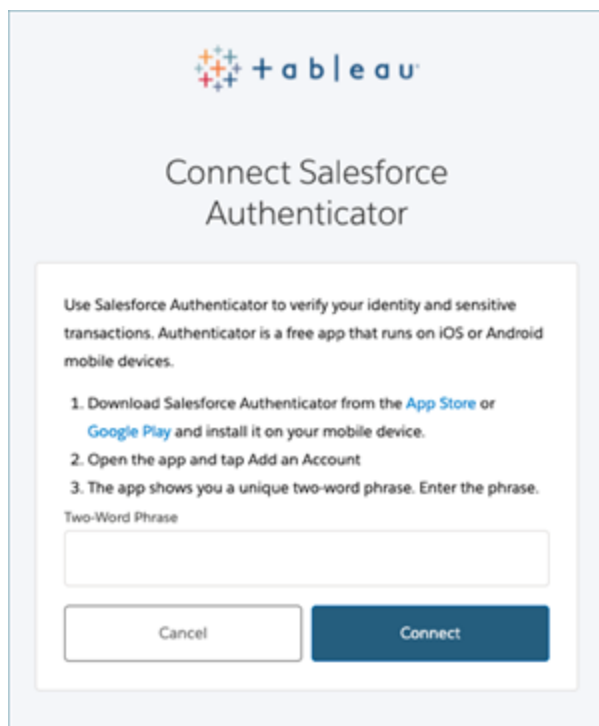 +ableau
Connect Salesforce
Authenticator
Use Salesforce Authenticator to verify your identity and sensitive
transactions. Authenticator is a free app that runs on iOS or Android
mobile devices.
1. Download Salesforce Authenticator from the App Store or
Google Play and install it on your mobile device.
2. Open the app and tap Add an Account
3. The app shows you a unique two-word phrase. Enter the phrase.
Two-Word Phrase
Cancel
Connect